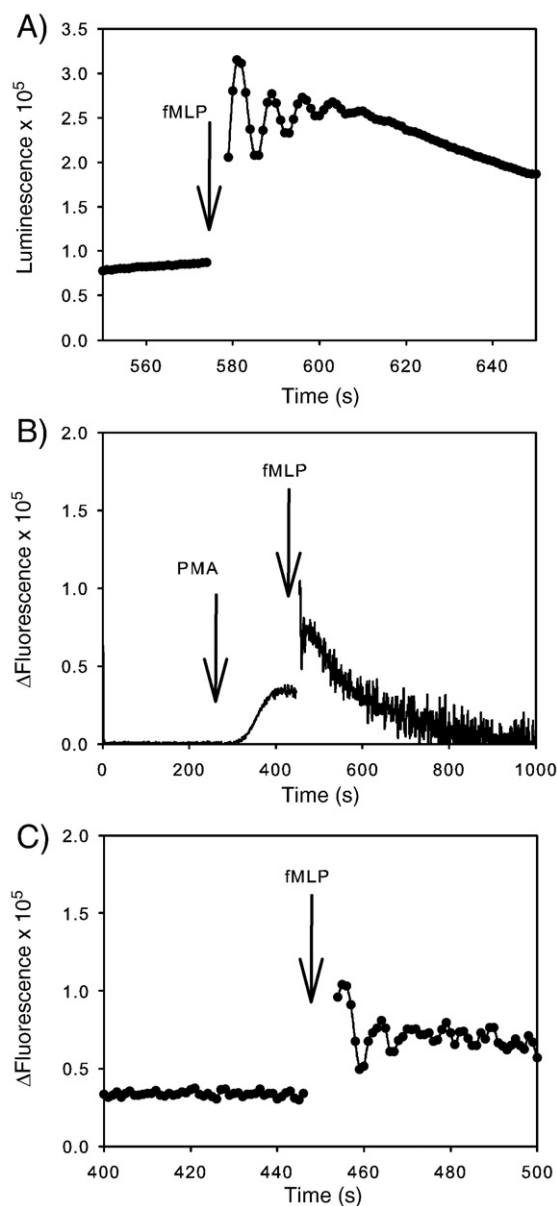 A)
Luminescence x 10⁵
3.5
3.0
2.5
2.0
1.5
1.0
0.5
0.0
fMLP
560 580 600 620 640
Time (s)
B)
ΔFluorescence x 10⁵
2.0
1.5
1.0
0.5
0.0
fMLP
PMA
0 200 400 600 800 1000
Time (s)
C)
ΔFluorescence x 10⁵
2.0
1.5
1.0
0.5
0.0
fMLP
400 420 440 460 480 500
Time (s)